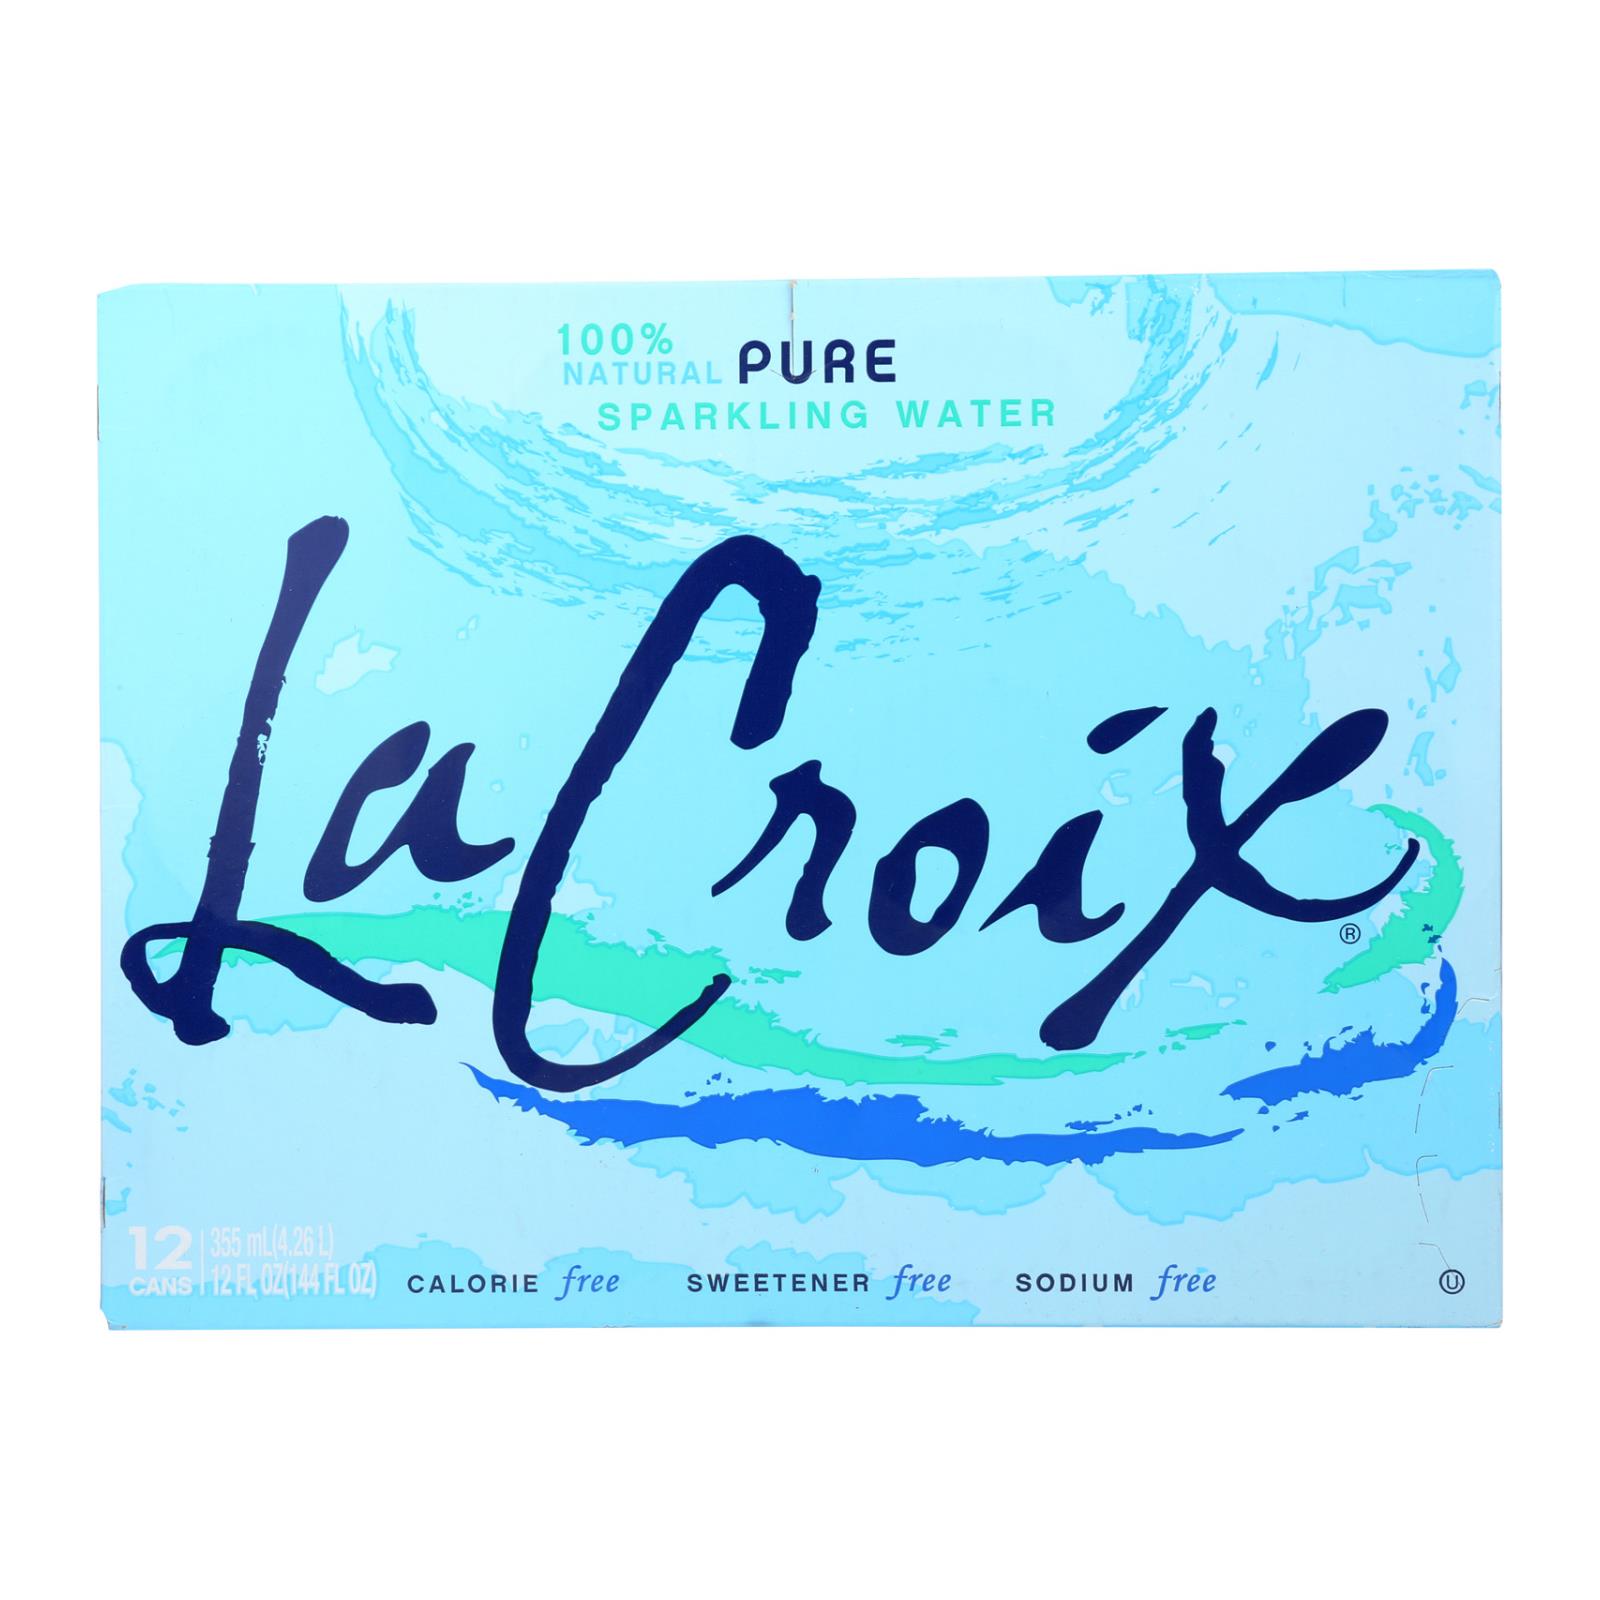 100%
NATURAL PURE
SPARKLING WATER
LaCroix®
12 CANS
355 mL(4.26 L)
12 FL OZ(144 FL OZ)
CALORIE free SWEETENER free SODIUM free
U